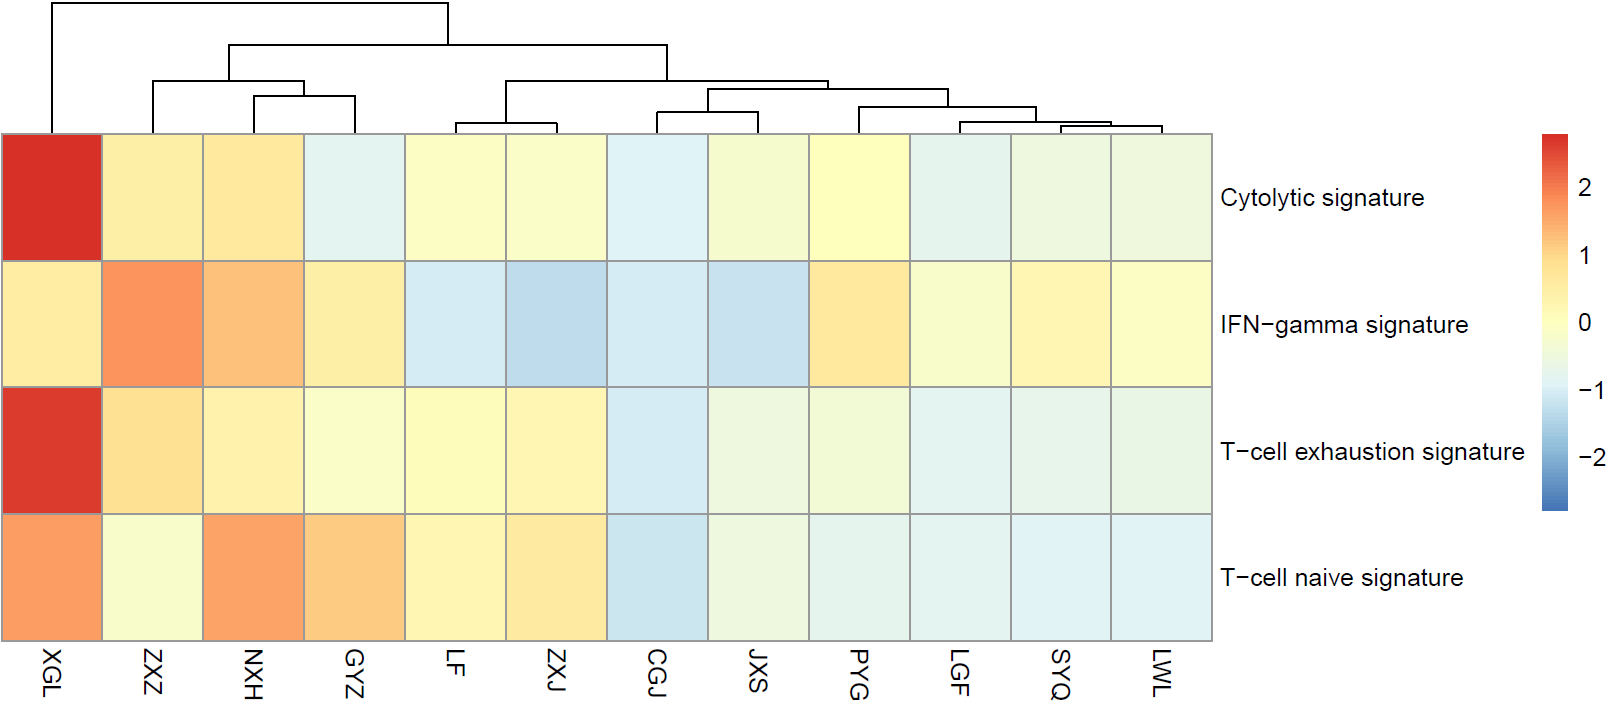 Cytolytic signature
IFN−gamma signature
T−cell exhaustion signature
T−cell naive signature
2
1
0
−1
−2
XGL
ZXZ
NXH
GYZ
LF
ZXJ
CGJ
JXS
PYG
LGF
SYQ
LWL